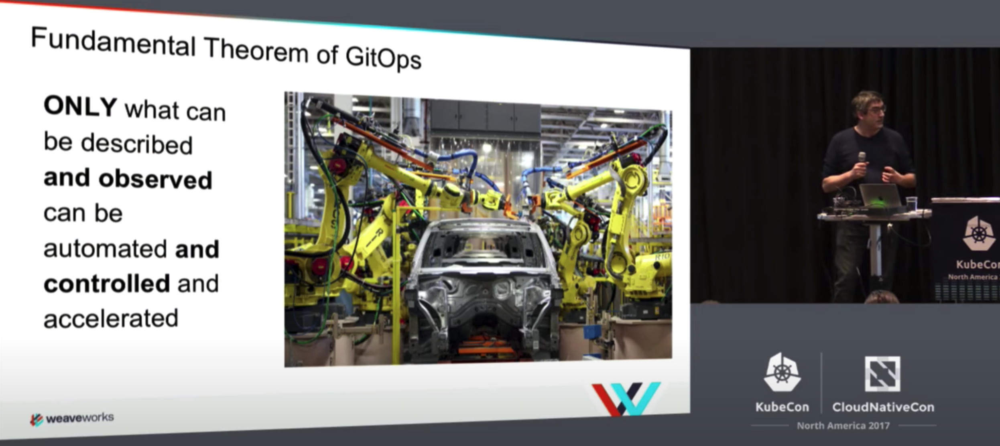 Fundamental Theorem of GitOps
ONLY what can
be described
and observed
can be
automated and
controlled and
accelerated
weaveworks
R10
KubeCon
North America
KubeCon
CloudNativeCon
North America 2017